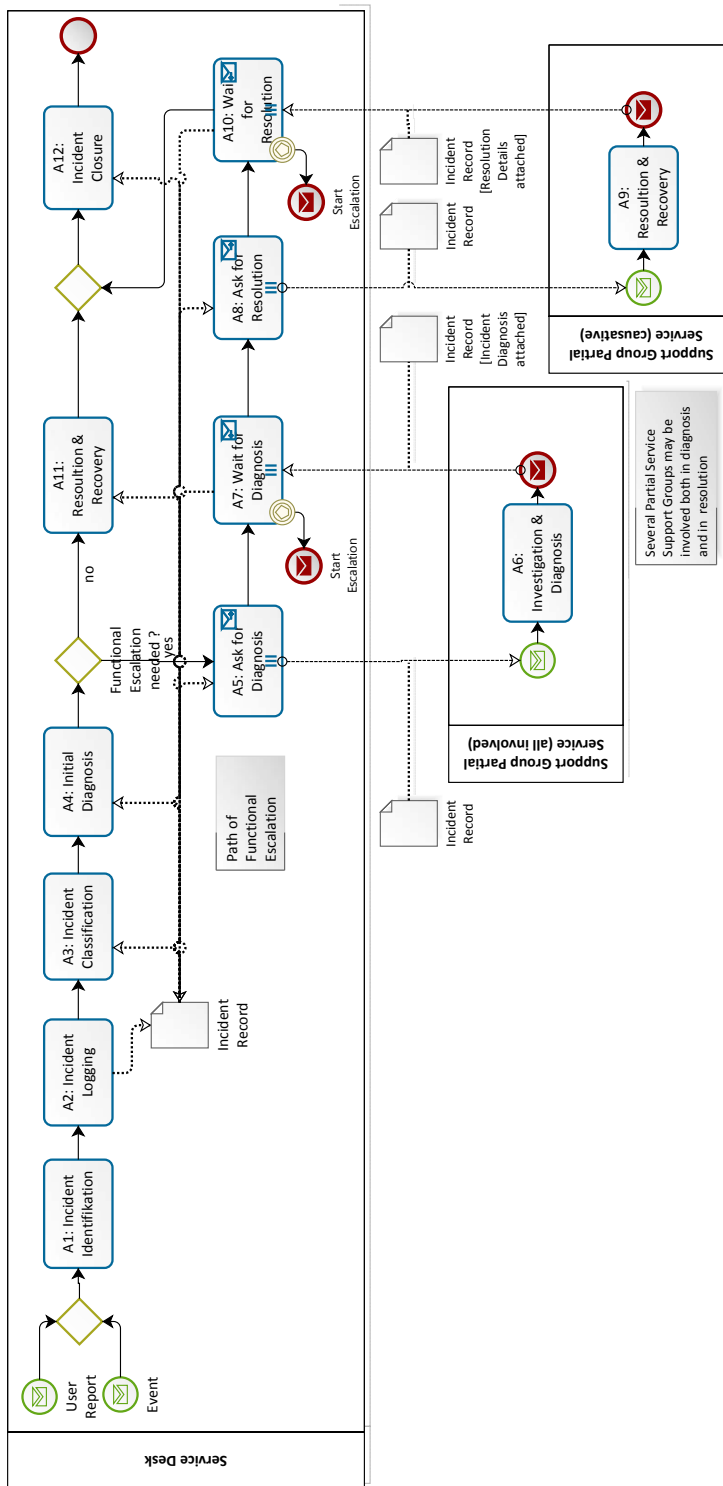 Service Desk
User
Report
Event
A1: Incident
Identifikation
A2: Incident
Logging
A3: Incident
Classification
A4: Initial
Diagnosis
Functional
Escalation
needed ?
yes
no
A11:
Resoultion &
Recovery
A12:
Incident
Closure
Incident
Record
Path of
Functional
Escalation
A5: Ask for
Diagnosis
A7: Wait for
Diagnosis
Start
Escalation
A8: Ask for
Resolution
A10: Wait
for
Resolution
Start
Escalation
Incident
Record
Incident
Record
[Incident
Diagnosis
attached]
Incident
Record
Incident
Record
[Resolution
Details
attached]
Support Group Partial
Service (all involved)
A6:
Investigation &
Diagnosis
Support Group Partial
Service (causative)
A9:
Resoultion &
Recovery
Several Partial Service
Support Groups may be
involved both in diagnosis
and in resolution